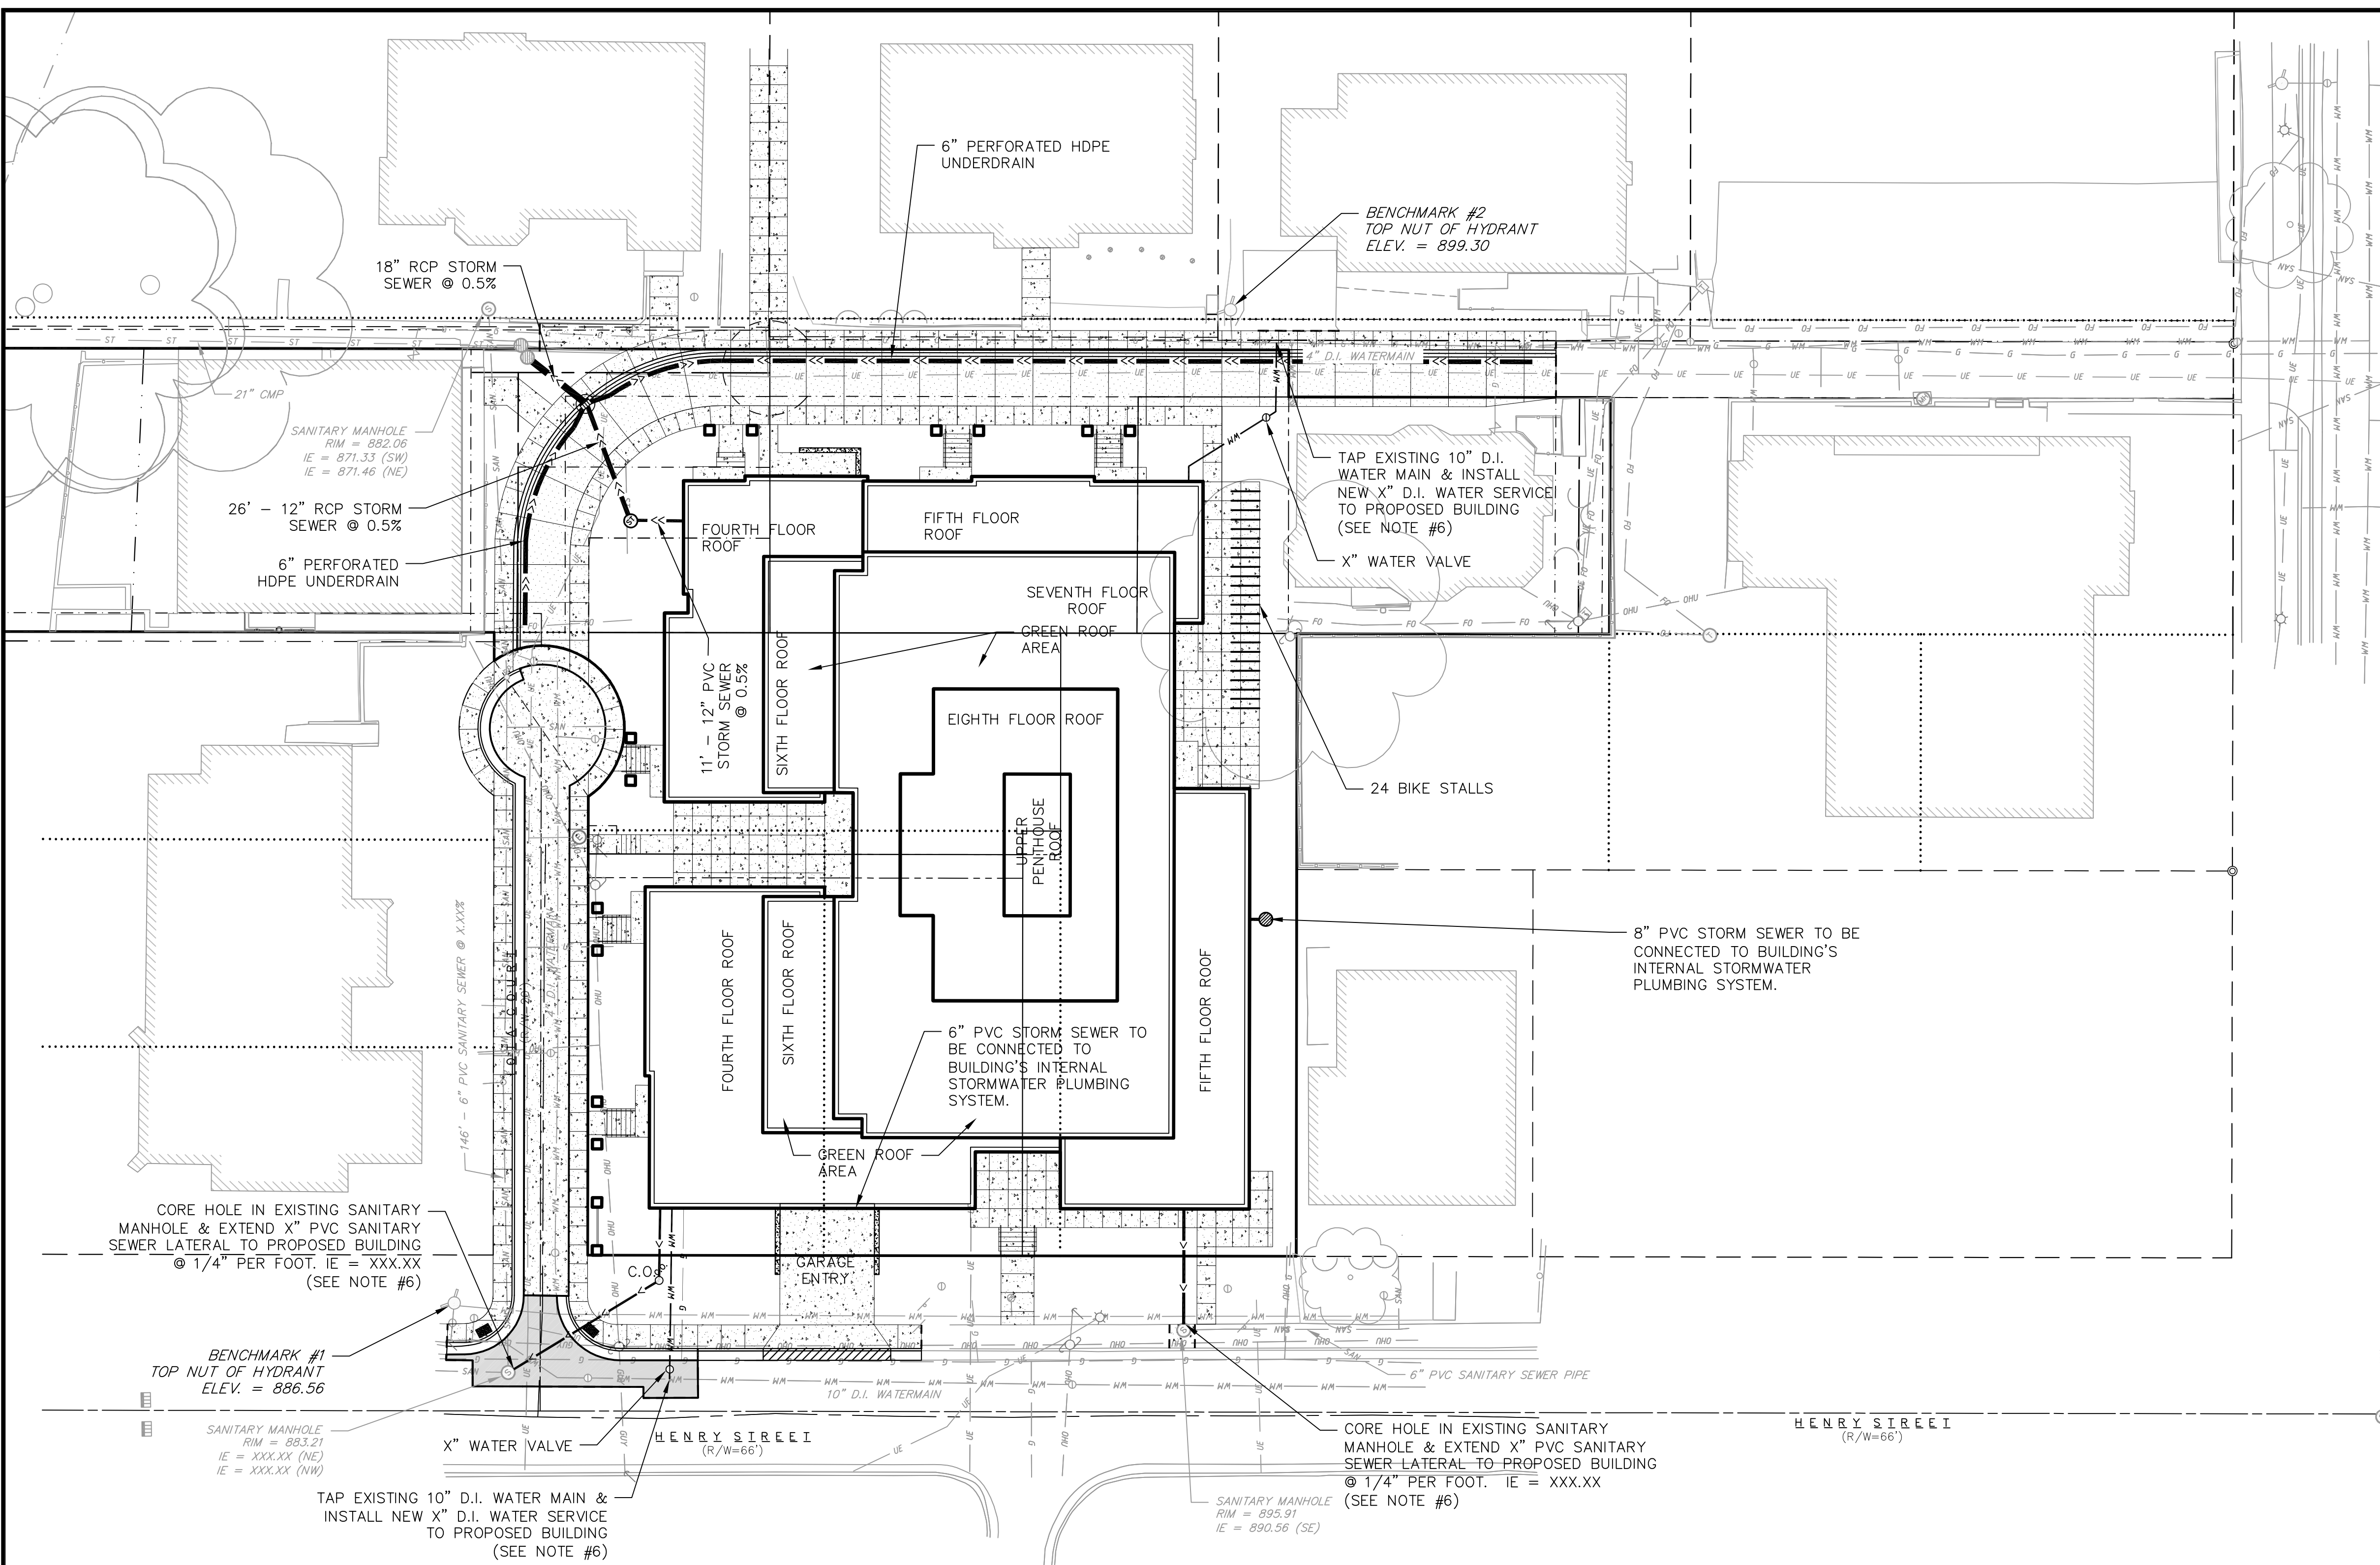 6" PERFORATED HDPE
UNDERDRAIN
BENCHMARK #2
TOP NUT OF HYDRANT
ELEV. = 899.30
18" RCP STORM
SEWER @ 0.5%
21" CMP
4" D.I. WATERMAIN
SANITARY MANHOLE
RIM = 882.06
IE = 871.33 (SW)
IE = 871.46 (NE)
26' - 12" RCP STORM
SEWER @ 0.5%
6" PERFORATED
HDPE UNDERDRAIN
TAP EXISTING 10" D.I.
WATER MAIN & INSTALL
NEW X" D.I. WATER SERVICE
TO PROPOSED BUILDING
(SEE NOTE #6)
X" WATER VALVE
FOURTH FLOOR
ROOF
FIFTH FLOOR
ROOF
SEVENTH FLOOR
ROOF
GREEN ROOF
AREA
SIXTH FLOOR ROOF
11' - 12" PVC
STORM SEWER
@ 0.5%
EIGHTH FLOOR ROOF
UPPER
PENTHOUSE
ROOF
24 BIKE STALLS
8" PVC STORM SEWER TO BE
CONNECTED TO BUILDING'S
INTERNAL STORMWATER
PLUMBING SYSTEM.
146' - 6" PVC SANITARY SEWER @ X.XX%
4" D.I. WATERMAIN
FOURTH FLOOR ROOF
SIXTH FLOOR ROOF
FIFTH FLOOR ROOF
6" PVC STORM SEWER TO
BE CONNECTED TO
BUILDING'S INTERNAL
STORMWATER PLUMBING
SYSTEM.
GREEN ROOF
AREA
CORE HOLE IN EXISTING SANITARY
MANHOLE & EXTEND X" PVC SANITARY
SEWER LATERAL TO PROPOSED BUILDING
@ 1/4" PER FOOT. IE = XXX.XX
(SEE NOTE #6)
C.O.
GARAGE
ENTRY
BENCHMARK #1
TOP NUT OF HYDRANT
ELEV. = 886.56
10" D.I. WATERMAIN
6" PVC SANITARY SEWER PIPE
SANITARY MANHOLE
RIM = 883.21
IE = XXX.XX (NE)
IE = XXX.XX (NW)
X" WATER VALVE
HENRY STREET
(R/W=66')
HENRY STREET
(R/W=66')
CORE HOLE IN EXISTING SANITARY
MANHOLE & EXTEND X" PVC SANITARY
SEWER LATERAL TO PROPOSED BUILDING
@ 1/4" PER FOOT. IE = XXX.XX
(SEE NOTE #6)
TAP EXISTING 10" D.I. WATER MAIN &
INSTALL NEW X" D.I. WATER SERVICE
TO PROPOSED BUILDING
(SEE NOTE #6)
SANITARY MANHOLE
RIM = 895.91
IE = 890.56 (SE)